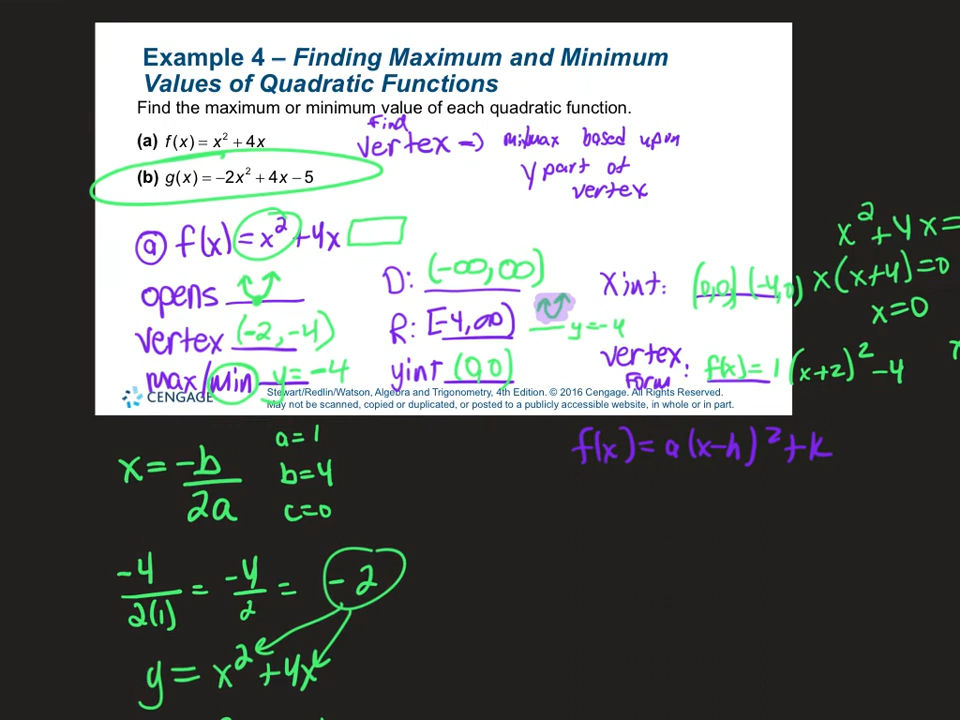 Example 4 – Finding Maximum and Minimum
Values of Quadratic Functions
Find the maximum or minimum value of each quadratic function.
(a) f(x) = x² + 4x
(b) g(x) = −2x² + 4x − 5
Find
vertex → min/max based upon
y part of
vertex
ⓐ f(x) = x² + 4x
opens
vertex (-2, -4)
max/min y = -4
D: (-∞, ∞)
R: [-4, ∞)
y = -4
yint (0,0)
x int: (0,0) (-4,0)
vertex
Form: f(x) = 1(x+2)² - 4
x² + 4x =
x(x+4) = 0
x = 0
CENGAGE
Stewart/Redlin/Watson, Algebra and Trigonometry, 4th Edition. © 2016 Cengage. All Rights Reserved.
May not be scanned, copied or duplicated, or posted to a publicly accessible website, in whole or in part.
f(x) = a(x-h)² + k
x = -b/2a
a = 1
b = 4
c = 0
-4/2(1) = -4/2 = -2
y = x² + 4x